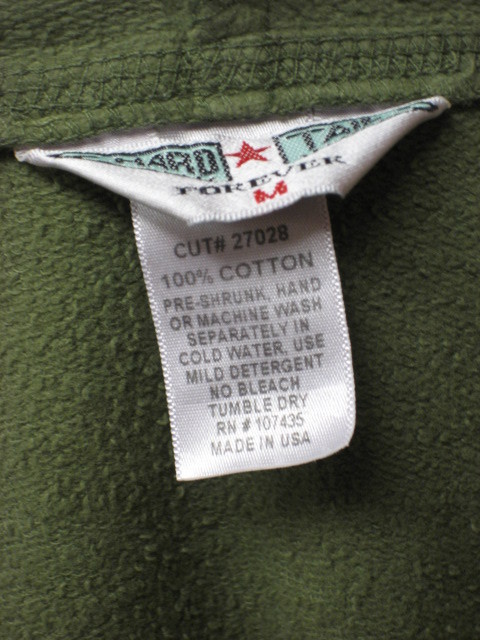 HARD TAIL
FOREVER
M
CUT# 27028
100% COTTON
PRE-SHRUNK, HAND
OR MACHINE WASH
SEPARATELY IN
COLD WATER, USE
MILD DETERGENT
NO BLEACH
TUMBLE DRY
RN # 107435
MADE IN USA